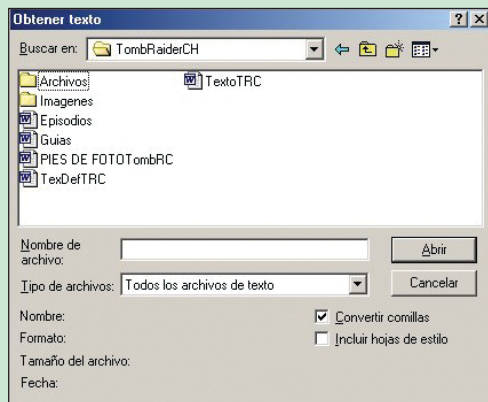 Obtener texto
Buscar en: TombRaiderCH
Archivos
Imagenes
Episodios
Guias
PIES DE FOTOTombRC
TexDefTRC
TextoTRC
Nombre de archivo:
Abrir
Tipo de archivos: Todos los archivos de texto
Cancelar
Nombre:
Convertir comillas
Formato:
Incluir hojas de estilo
Tamaño del archivo:
Fecha: